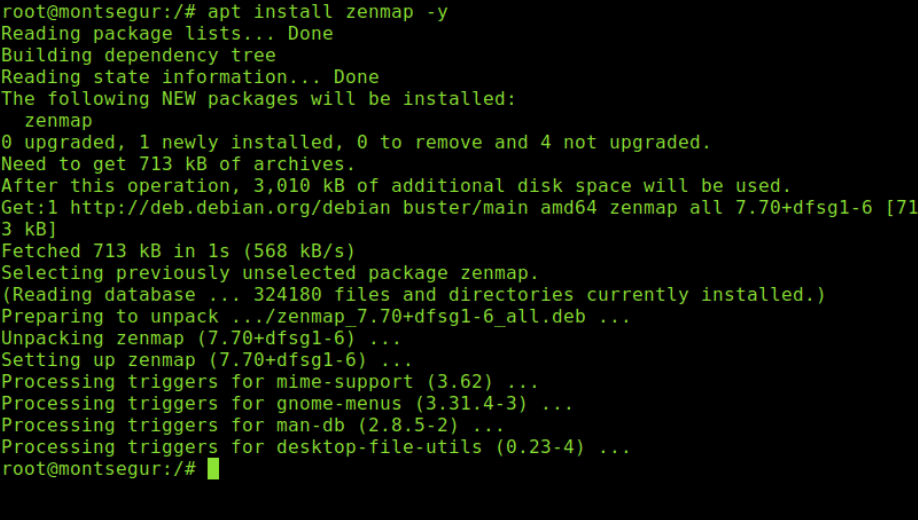 root@montsegur:/# apt install zenmap -y
Reading package lists... Done
Building dependency tree
Reading state information... Done
The following NEW packages will be installed:
  zenmap
0 upgraded, 1 newly installed, 0 to remove and 4 not upgraded.
Need to get 713 kB of archives.
After this operation, 3,010 kB of additional disk space will be used.
Get:1 http://deb.debian.org/debian buster/main amd64 zenmap all 7.70+dfsg1-6 [71
3 kB]
Fetched 713 kB in 1s (568 kB/s)
Selecting previously unselected package zenmap.
(Reading database ... 324180 files and directories currently installed.)
Preparing to unpack .../zenmap_7.70+dfsg1-6_all.deb ...
Unpacking zenmap (7.70+dfsg1-6) ...
Setting up zenmap (7.70+dfsg1-6) ...
Processing triggers for mime-support (3.62) ...
Processing triggers for gnome-menus (3.31.4-3) ...
Processing triggers for man-db (2.8.5-2) ...
Processing triggers for desktop-file-utils (0.23-4) ...
root@montsegur:/#